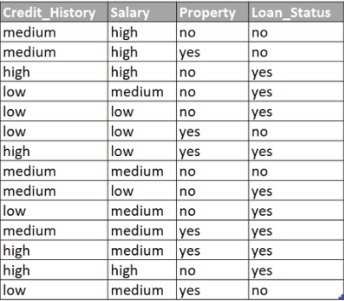 Credit_History Salary Property Loan_Status
medium high no no
medium high yes no
high high no yes
low medium no yes
low low no yes
low low yes no
high low yes yes
medium medium no no
medium low no yes
low medium no yes
medium medium yes yes
high medium yes yes
high high no yes
low medium yes no